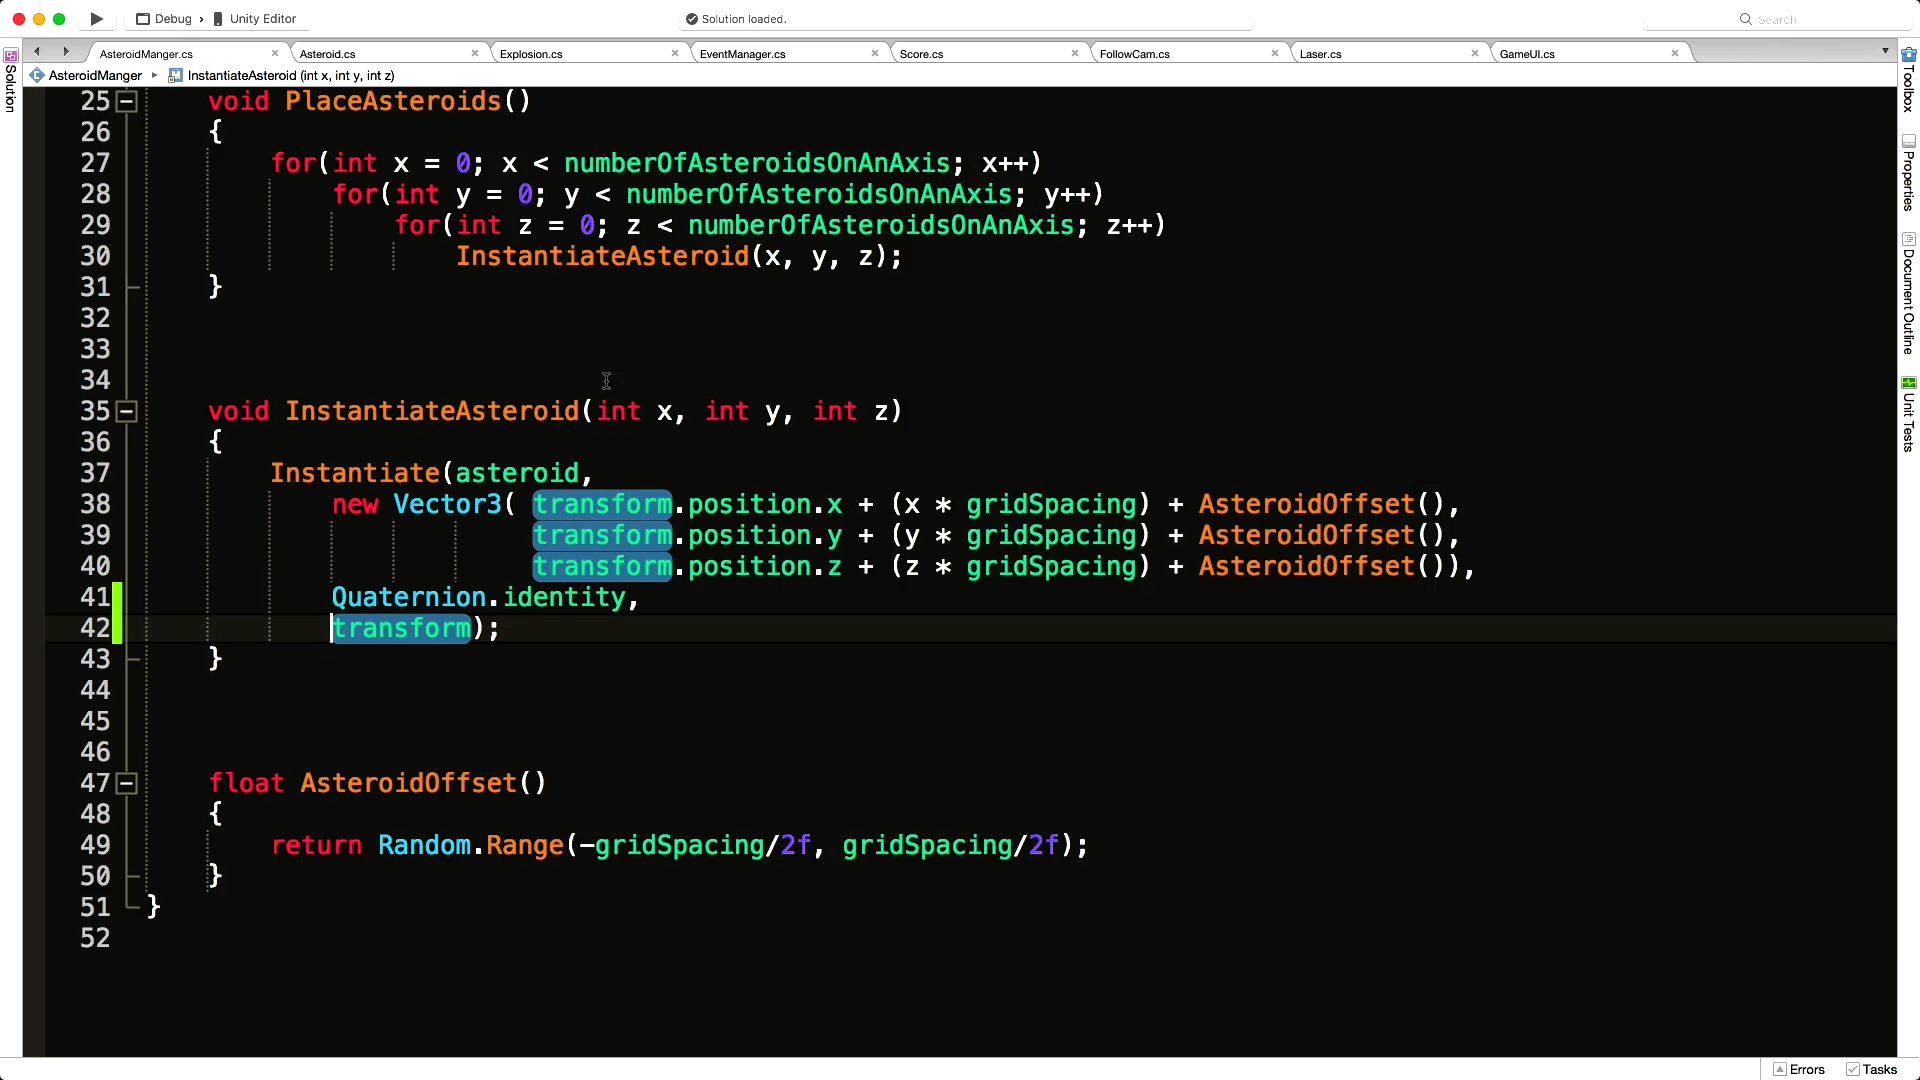 Debug › Unity Editor
Solution loaded.
Search
AsteroidManger.cs
Asteroid.cs
Explosion.cs
EventManager.cs
Score.cs
FollowCam.cs
Laser.cs
GameUI.cs
AsteroidManger
InstantiateAsteroid (int x, int y, int z)
Solution
25 void PlaceAsteroids()
26 {
27 for(int x = 0; x < numberOfAsteroidsOnAnAxis; x++)
28 for(int y = 0; y < numberOfAsteroidsOnAnAxis; y++)
29 for(int z = 0; z < numberOfAsteroidsOnAnAxis; z++)
30 InstantiateAsteroid(x, y, z);
31 }
32
33
34
35 void InstantiateAsteroid(int x, int y, int z)
36 {
37 Instantiate(asteroid,
38 new Vector3( transform.position.x + (x * gridSpacing) + AsteroidOffset(),
39 transform.position.y + (y * gridSpacing) + AsteroidOffset(),
40 transform.position.z + (z * gridSpacing) + AsteroidOffset()),
41 Quaternion.identity,
42 transform);
43 }
44
45
46
47 float AsteroidOffset()
48 {
49 return Random.Range(-gridSpacing/2f, gridSpacing/2f);
50 }
51 }
52
Toolbox
Properties
Document Outline
Unit Tests
Errors
Tasks